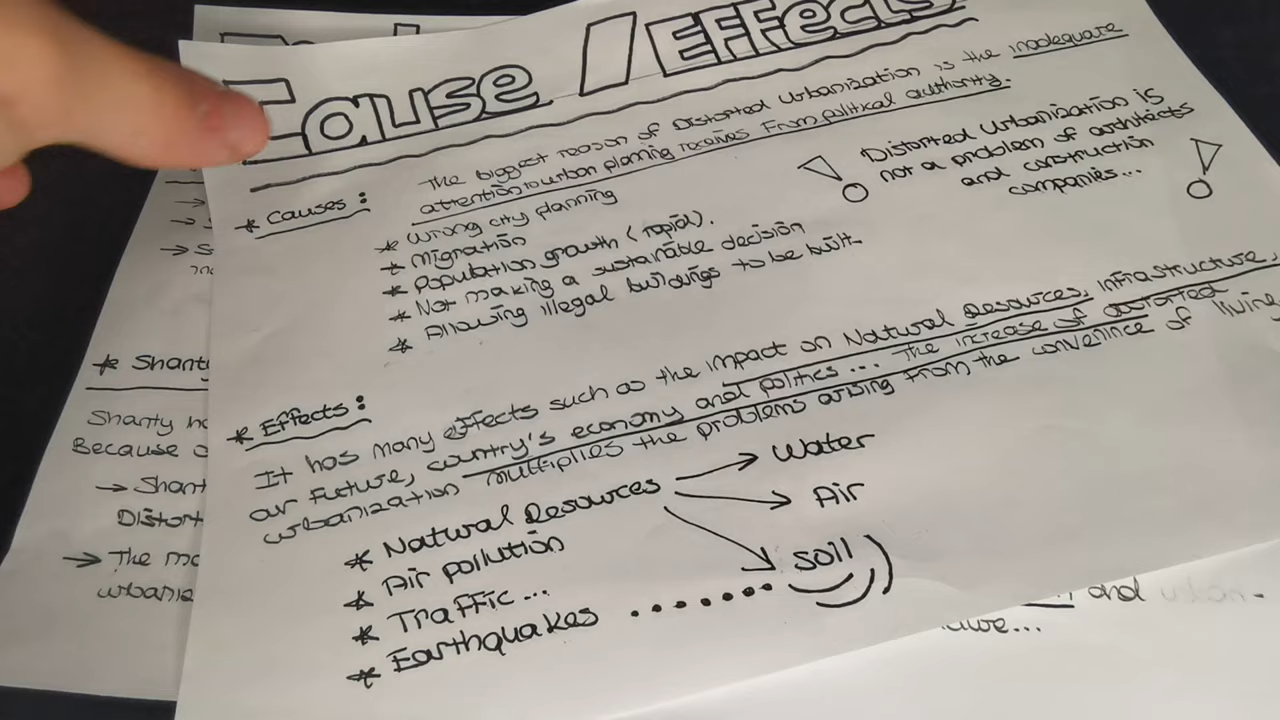 Cause / Effects
* Causes:
The biggest reason of Distorted Urbanization is the inadequate
attention to urban planing receives from political authority.
* Wrong city planning
* Migration
* Population growth (rapid).
* Not making a sustainable decision
* Allowing illegal buildings to be built.
Distorted Urbanization is
not a problem of architects
and construction
companies...
* Effects:
It has many effects such as the impact on Natural Resources, infrastructure,
our future, country's economy and politics... The increase of distorted
urbanization multiplies the problems arising from the convenince of living
* Natural Resources
Water
Air
soil
* Air pollution
* Traffic...
* Earthquakes .......
* Shanty
Shanty
Because
→ Shant
Distort
→ The
urbaniz
and urban-